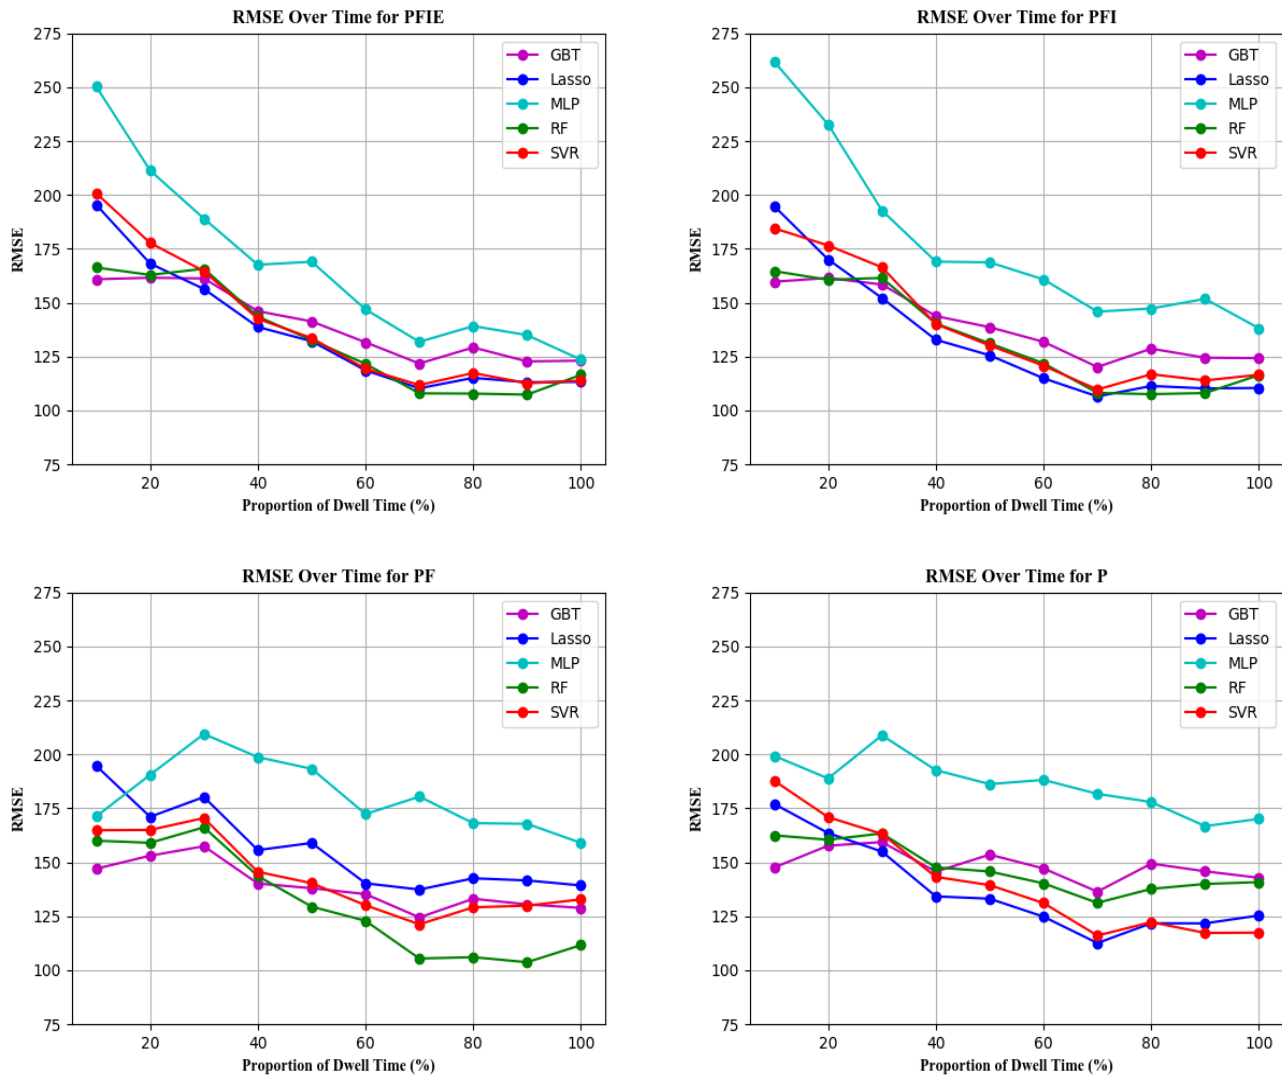 RMSE Over Time for PFIE
275
250
225
200
175
150
125
100
75
RMSE
20
40
60
80
100
Proportion of Dwell Time (%)
GBT
Lasso
MLP
RF
SVR
RMSE Over Time for PFI
275
250
225
200
175
150
125
100
75
RMSE
20
40
60
80
100
Proportion of Dwell Time (%)
GBT
Lasso
MLP
RF
SVR
RMSE Over Time for PF
275
250
225
200
175
150
125
100
75
RMSE
20
40
60
80
100
Proportion of Dwell Time (%)
GBT
Lasso
MLP
RF
SVR
RMSE Over Time for P
275
250
225
200
175
150
125
100
75
RMSE
20
40
60
80
100
Proportion of Dwell Time (%)
GBT
Lasso
MLP
RF
SVR